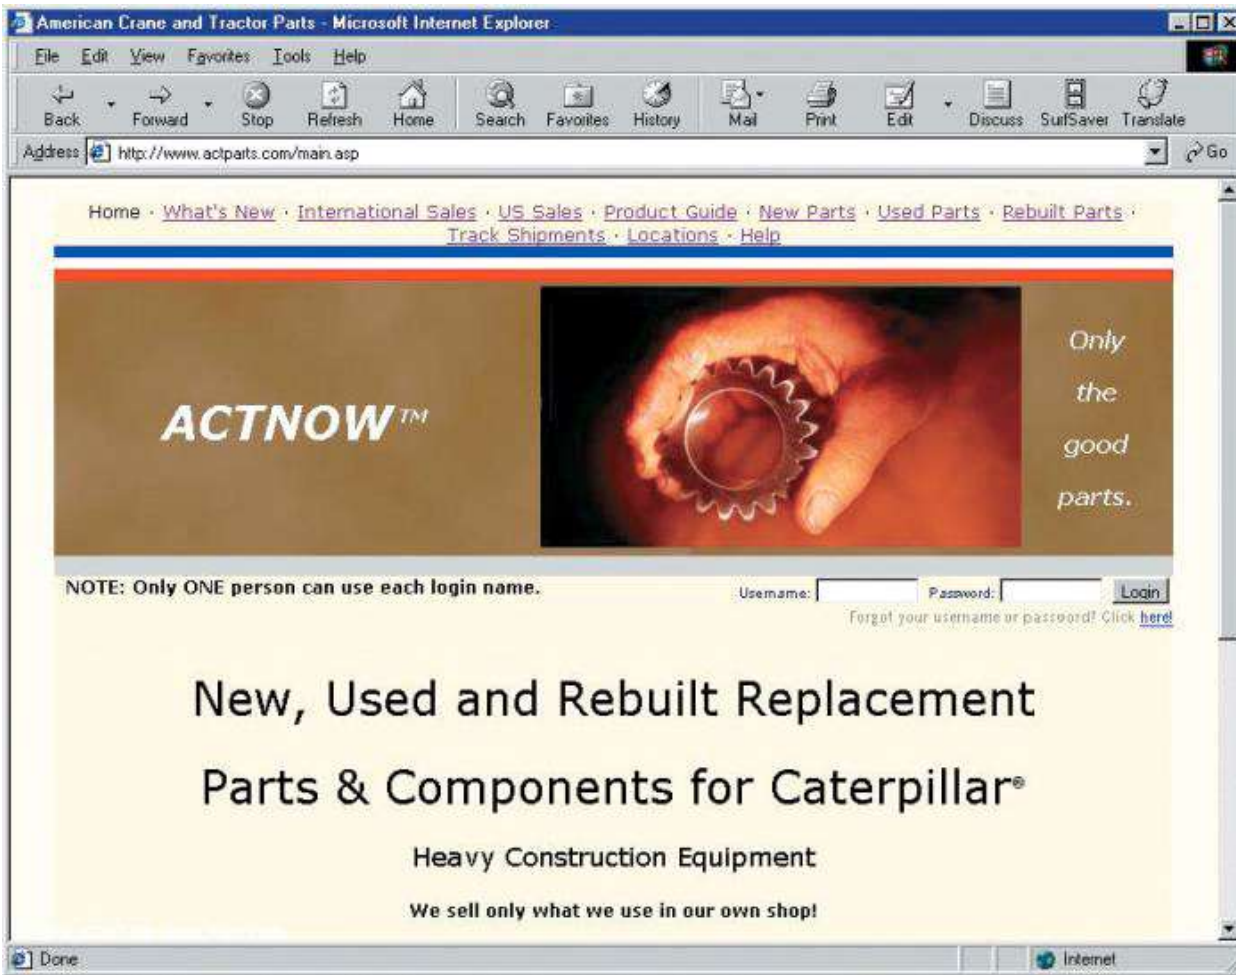 American Crane and Tractor Parts - Microsoft Internet Explorer
File Edit View Favorites Tools Help
Back Forward Stop Refresh Home Search Favorites History Mail Print Edit Discuss SurfSaver Translate
Address http://www.actparts.com/main.asp Go
Home · What's New · International Sales · US Sales · Product Guide · New Parts · Used Parts · Rebuilt Parts ·
Track Shipments · Locations · Help
ACTNOW™
Only
the
good
parts.
NOTE: Only ONE person can use each login name. Username: Password: Login
Forgot your username or password? Click here!
New, Used and Rebuilt Replacement
Parts & Components for Caterpillar®
Heavy Construction Equipment
We sell only what we use in our own shop!
Done Internet